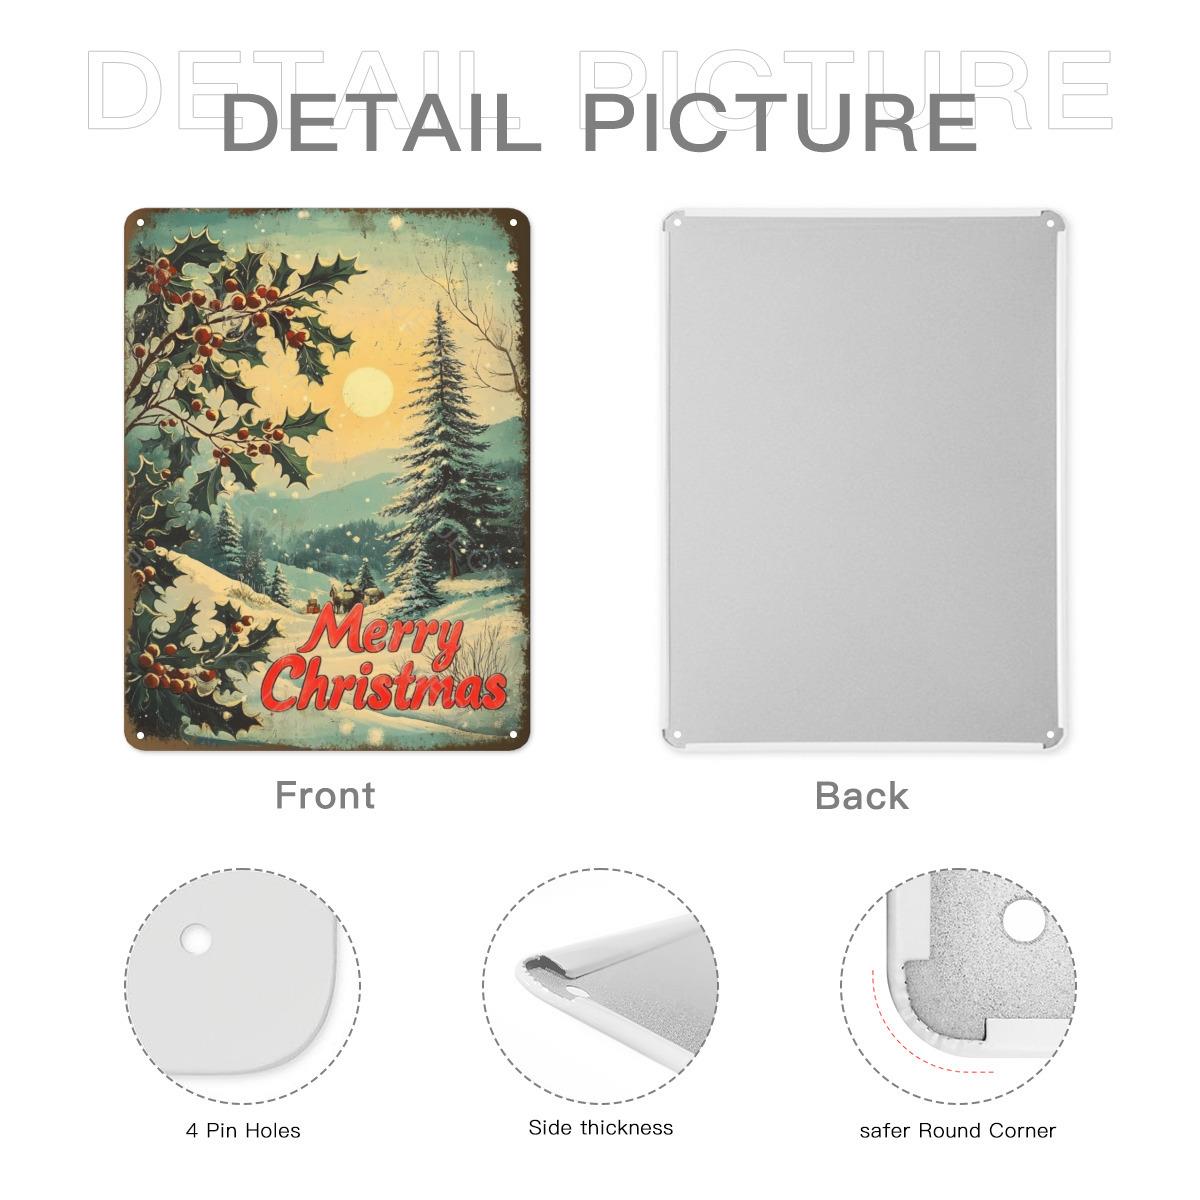 DETAIL PICTURE
DETAIL PICTURE
Merry
Christmas
Front
Back
4 Pin Holes
Side thickness
safer Round Corner